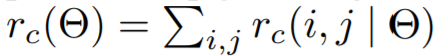 r_c(Θ) = ∑_{i,j} r_c(i, j | Θ)